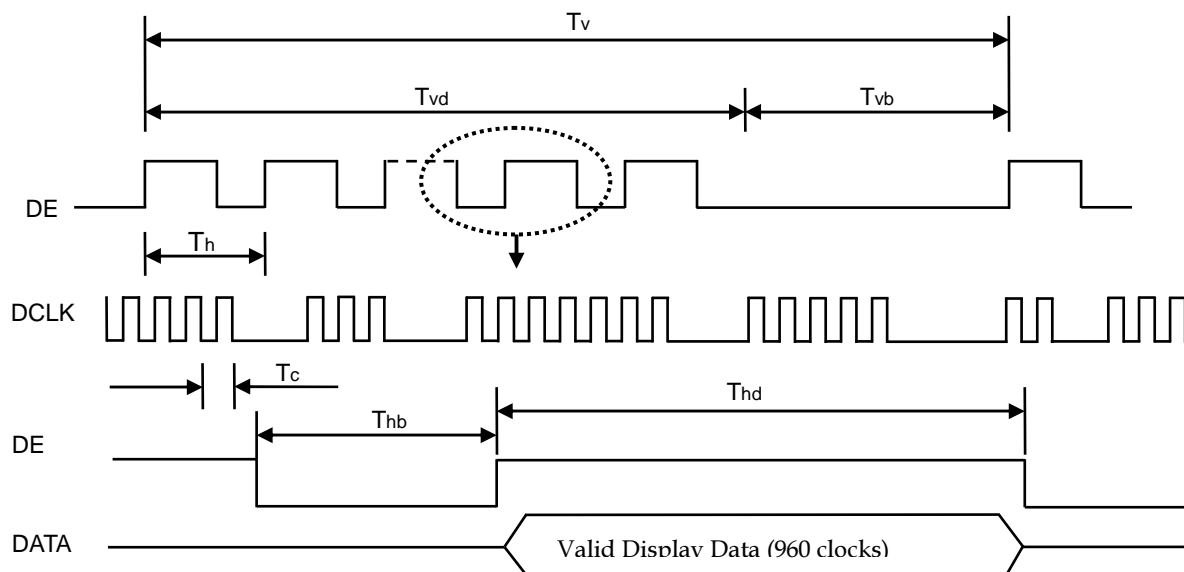 Tv
Tvd
Tvb
DE
Th
DCLK
Tc
Thd
Thb
DE
DATA
Valid Display Data (960 clocks)